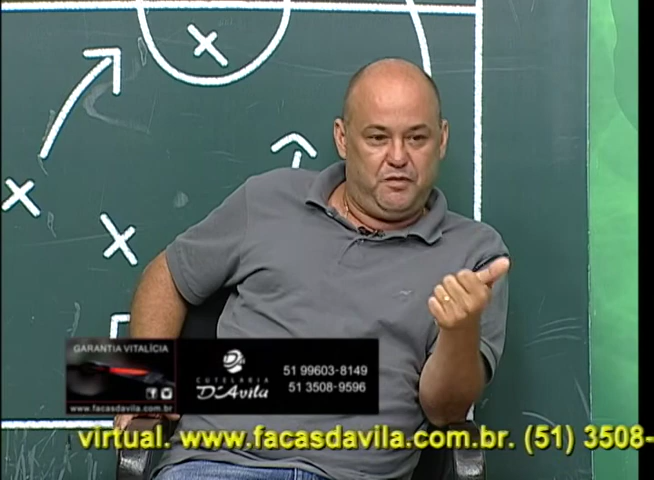 GARANTIA VITALÍCIA
www.facasdavila.com.br
CUTELARIA
D'Avila
51 99603-8149
51 3508-9596
virtual. www.facasdavila.com.br. (51) 3508-